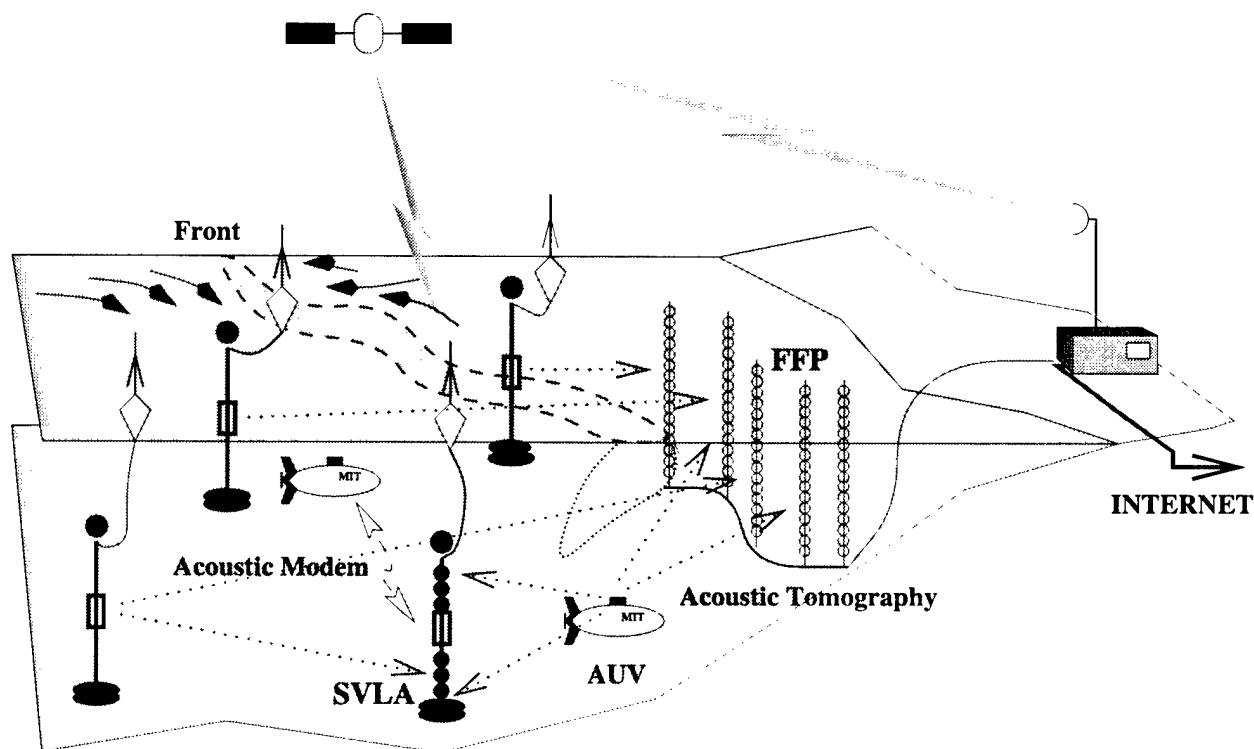 Front
FFP
MIT
INTERNET
Acoustic Modem
Acoustic Tomography
MIT
AUV
SVLA